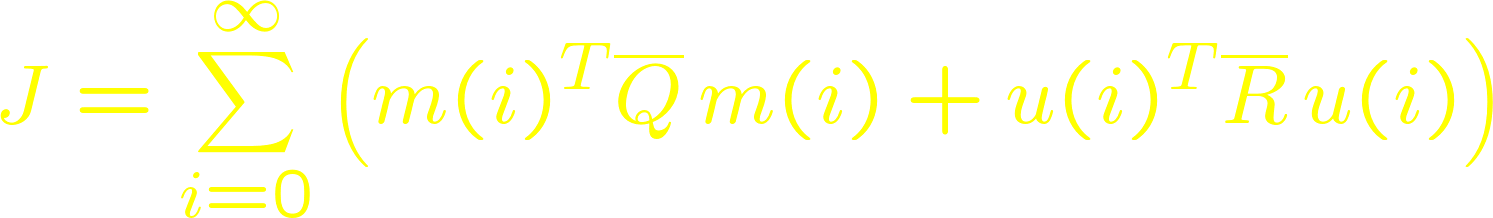 $J = \sum_{i=0}^{\infty} \left( m(i)^T \overline{Q}\, m(i) + u(i)^T \overline{R}\, u(i) \right)$